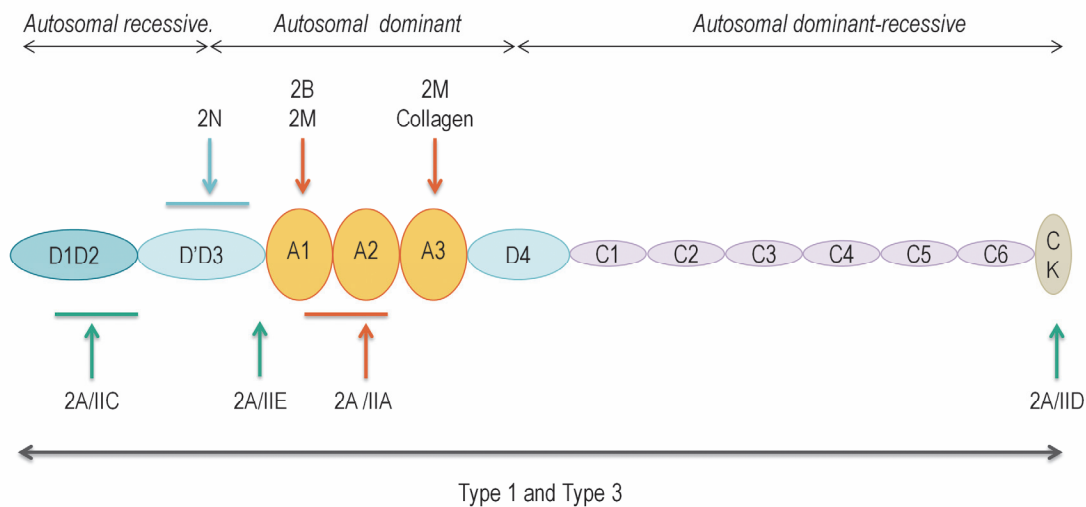 Autosomal recessive. Autosomal dominant Autosomal dominant-recessive
2B 2M
2N 2M Collagen
D1D2 D'D3 A1 A2 A3 D4 C1 C2 C3 C4 C5 C6 C
K
2A/IIC 2A/IIE 2A /IIA 2A/IID
Type 1 and Type 3